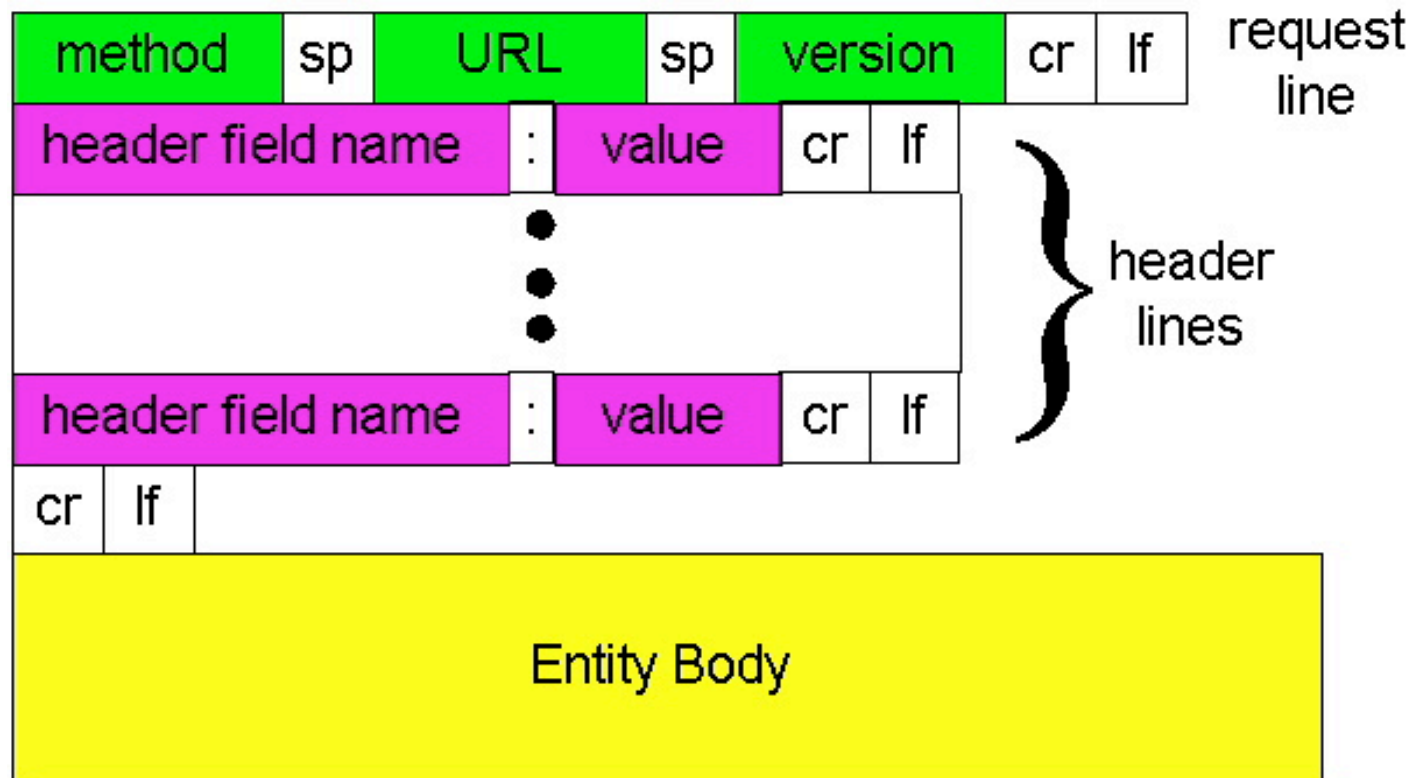 method sp URL sp version cr lf
request
line
header field name : value cr lf
header
lines
header field name : value cr lf
cr lf
Entity Body